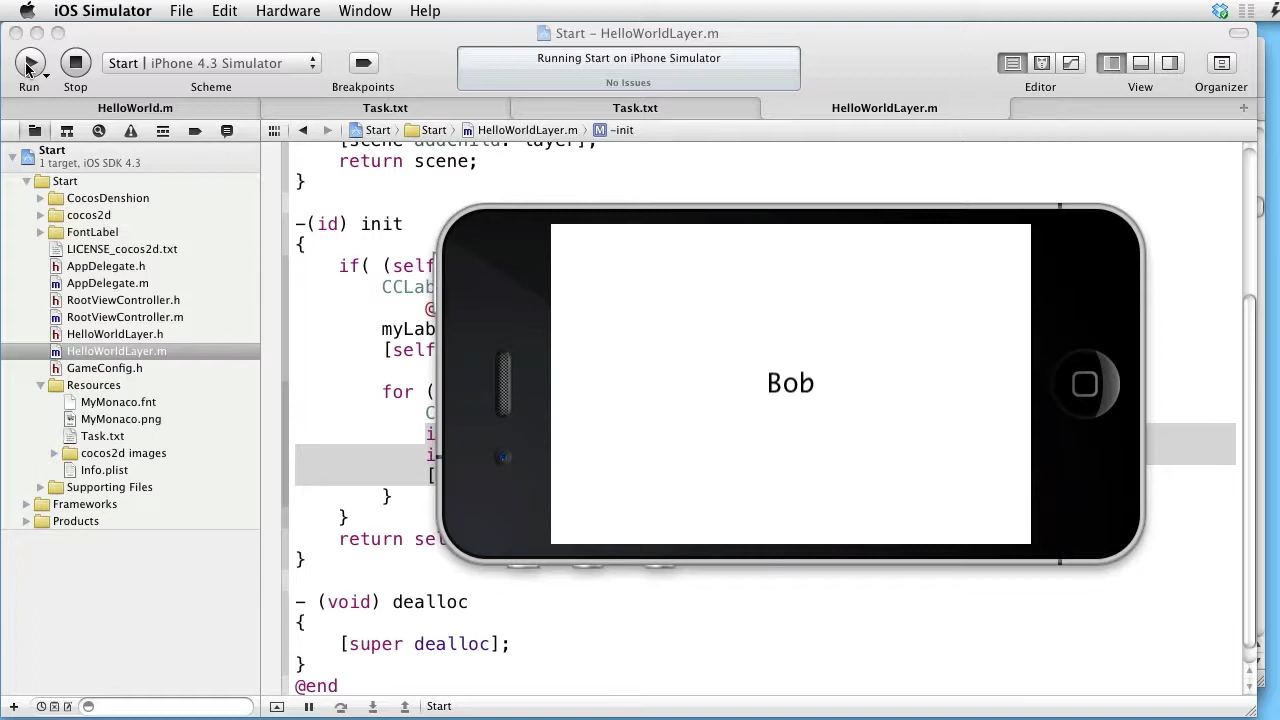 iOS Simulator File Edit Hardware Window Help
Start – HelloWorldLayer.m
Start | iPhone 4.3 Simulator
Running Start on iPhone Simulator
No Issues
Run Stop Scheme Breakpoints Editor View Organizer
HelloWorld.m Task.txt Task.txt HelloWorldLayer.m +
Start Start HelloWorldLayer.m M -init
Start
1 target, iOS SDK 4.3
Start
CocosDenshion
cocos2d
FontLabel
LICENSE_cocos2d.txt
h AppDelegate.h
m AppDelegate.m
h RootViewController.h
m RootViewController.m
h HelloWorldLayer.h
m HelloWorldLayer.m
h GameConfig.h
Resources
MyMonaco.fnt
MyMonaco.png
Task.txt
cocos2d images
Info.plist
Supporting Files
Frameworks
Products
[scene addChild: layer];
return scene;
}
-(id) init
{
if( (self
CCLab
@
myLab
[self
for (
C
i
i
[
}
}
return sel
}
- (void) dealloc
{
[super dealloc];
}
@end
Bob
+ Start